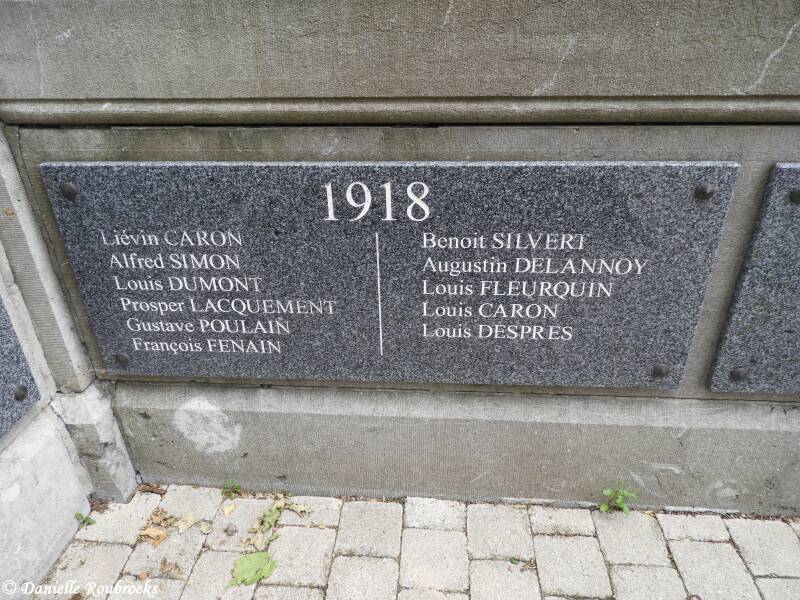 1918
Liévin CARON
Alfred SIMON
Louis DUMONT
Prosper LACQUEMENT
Gustave POULAIN
François FENAIN
Benoit SILVERT
Augustin DELANNOY
Louis FLEURQUIN
Louis CARON
Louis DESPRES
© Danielle Roubroeks